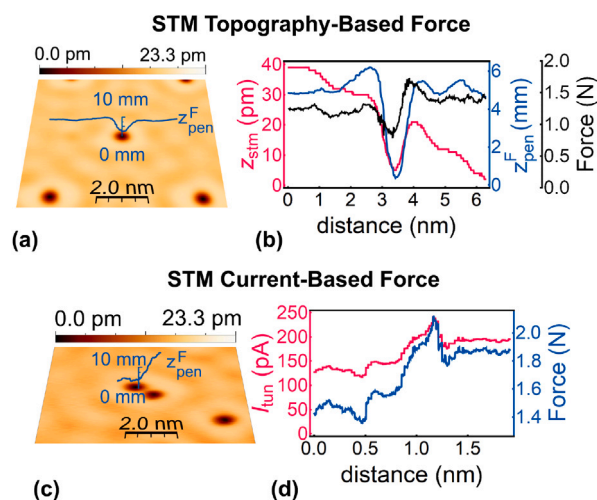 STM Topography-Based Force
0.0 pm 23.3 pm
10 mm
z_pen^F
0 mm
2.0 nm
(a)
40
30
20
10
0
z_stm (pm)
0 1 2 3 4 5 6
distance (nm)
6
4
2
0
z_pen^F (mm)
2.0
1.5
1.0
0.5
0.0
Force (N)
(b)
STM Current-Based Force
0.0 pm 23.3 pm
10 mm
z_pen^F
0 mm
2.0 nm
(c)
250
200
150
100
50
0
I_tun (pA)
0.0 0.5 1.0 1.5
distance (nm)
2.0
1.8
1.6
1.4
Force (N)
(d)